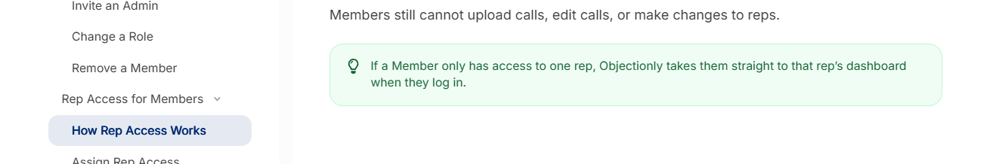 Invite an Admin
Change a Role
Remove a Member
Rep Access for Members
How Rep Access Works
Assign Rep Access
Members still cannot upload calls, edit calls, or make changes to reps.
If a Member only has access to one rep, Objectionly takes them straight to that rep’s dashboard
when they log in.